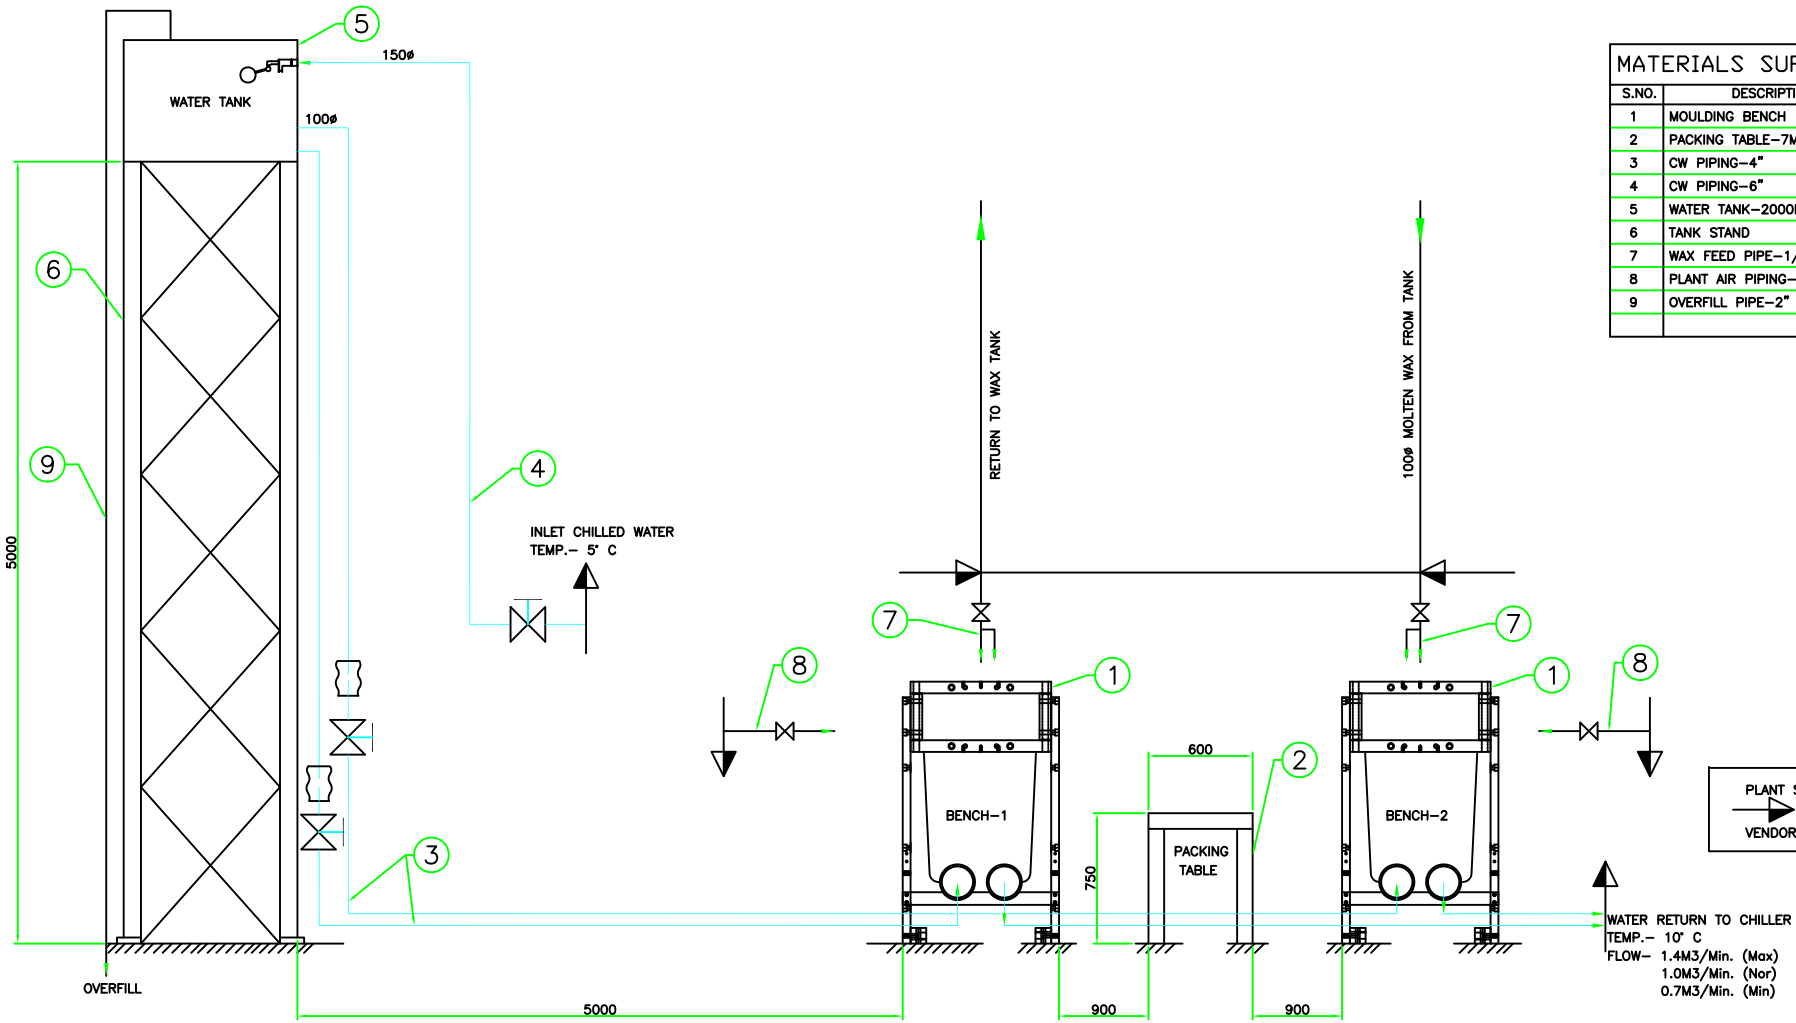 5
150ø
WATER TANK
100ø
6
9
5000
4
INLET CHILLED WATER
TEMP.- 5° C
3
OVERFILL
5000
RETURN TO WAX TANK
100ø MOLTEN WAX FROM TANK
7
7
8
1
1
8
600
2
BENCH-1
PACKING
TABLE
750
BENCH-2
900
900
MATERIALS SUP
S.NO. DESCRIPTI
1 MOULDING BENCH
2 PACKING TABLE-7M
3 CW PIPING-4"
4 CW PIPING-6"
5 WATER TANK-2000
6 TANK STAND
7 WAX FEED PIPE-1/
8 PLANT AIR PIPING-
9 OVERFILL PIPE-2"
PLANT S
VENDOR
WATER RETURN TO CHILLER
TEMP.- 10° C
FLOW- 1.4M3/Min. (Max)
1.0M3/Min. (Nor)
0.7M3/Min. (Min)